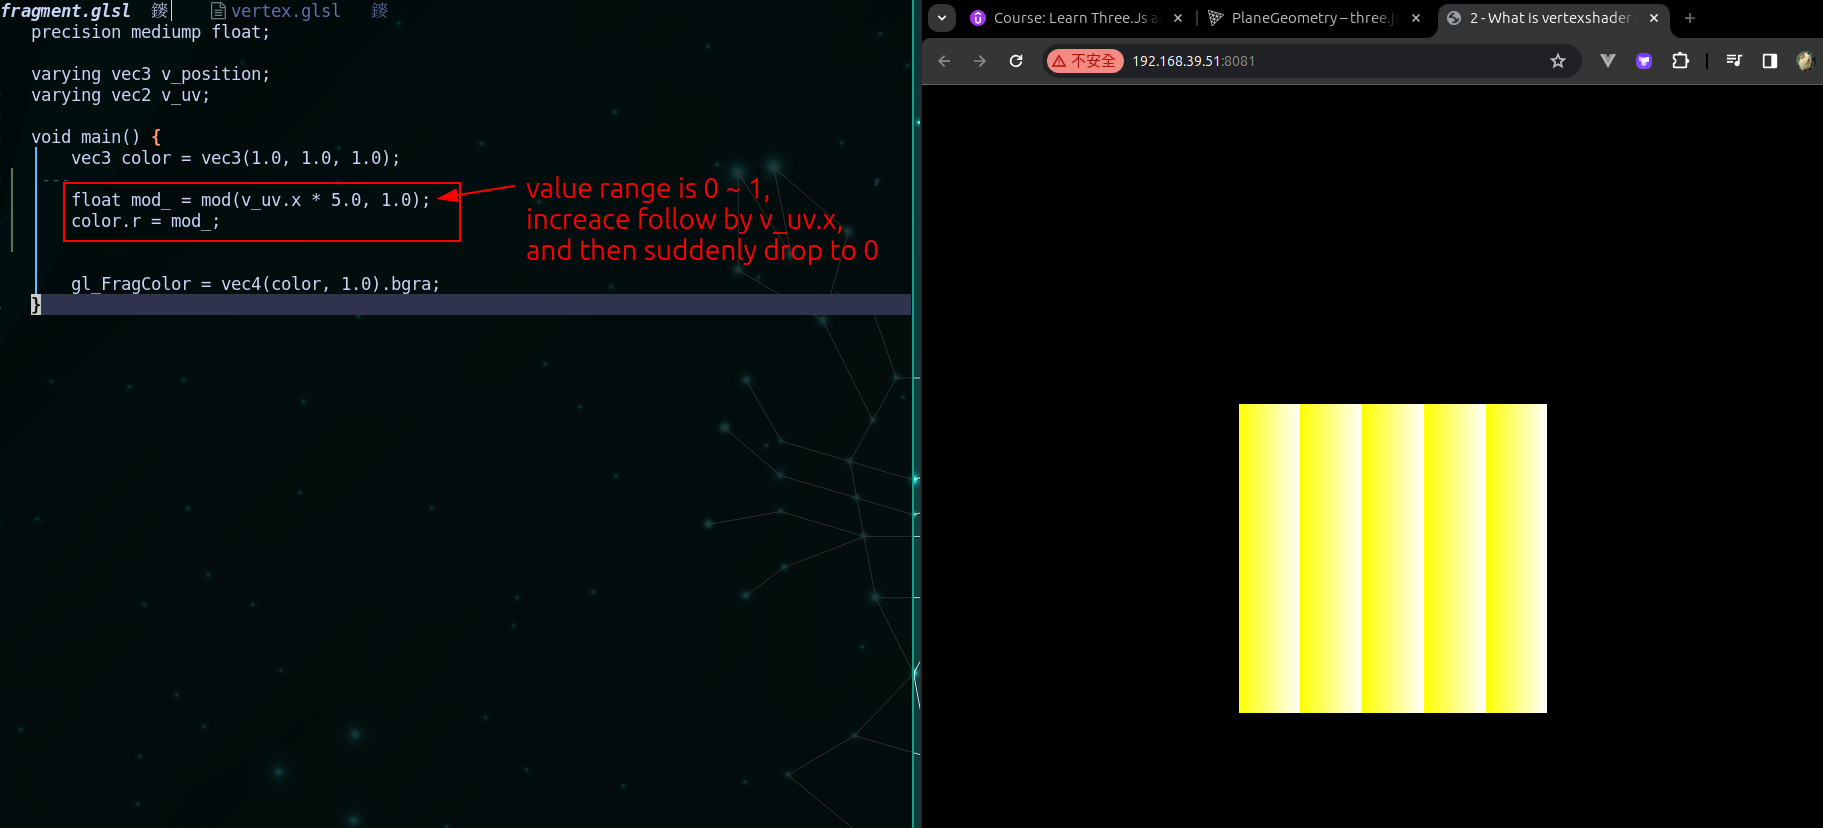 fragment.glsl vertex.glsl
precision mediump float;
varying vec3 v_position;
varying vec2 v_uv;
void main() {
vec3 color = vec3(1.0, 1.0, 1.0);
float mod_ = mod(v_uv.x * 5.0, 1.0);
color.r = mod_;
gl_FragColor = vec4(color, 1.0).bgra;
}
value range is 0 ~ 1,
increace follow by v_uv.x,
and then suddenly drop to 0
Course: Learn Three.Js a
PlaneGeometry – three.js
2 - What is vertexshader
不安全 192.168.39.51:8081